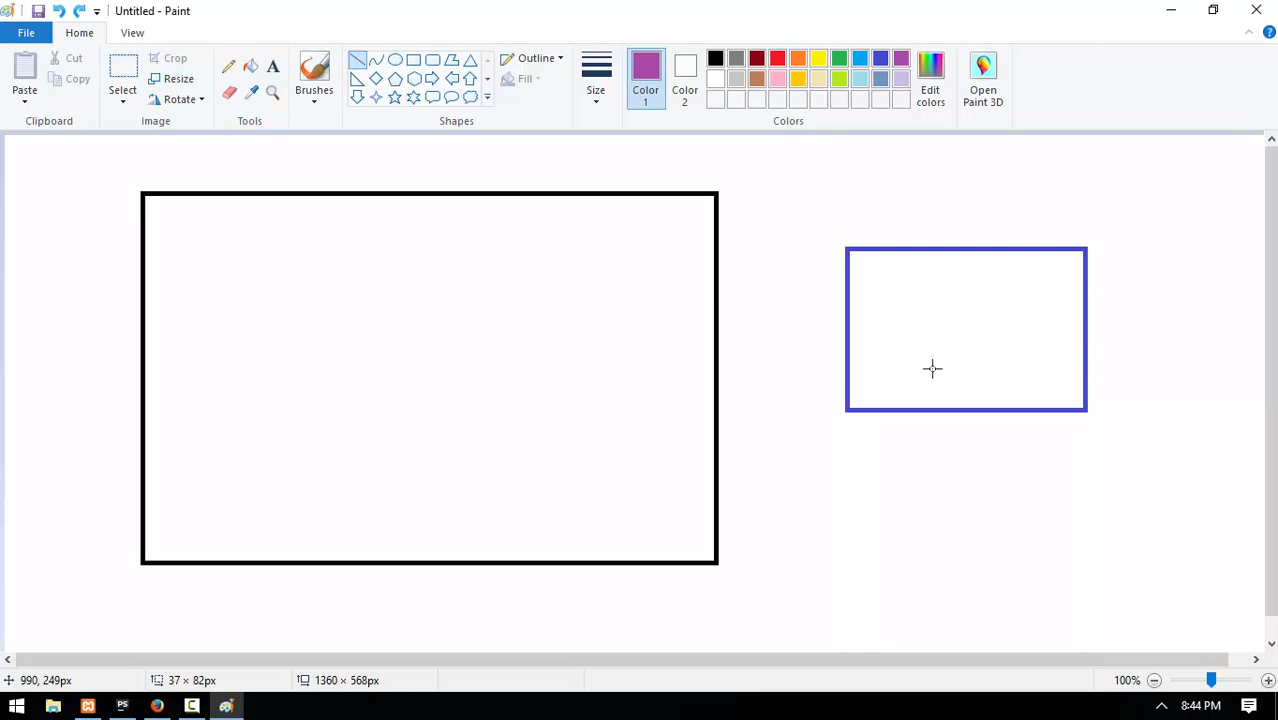 Untitled - Paint
File Home View
Paste
Cut
Copy
Clipboard
Select
Crop
Resize
Rotate
Image
A
Tools
Brushes
Outline
Fill
Shapes
Size
Color 1
Color 2
Edit colors
Colors
Open Paint 3D
990, 249px
37 × 82px
1360 × 568px
100%
PS
C
8:44 PM